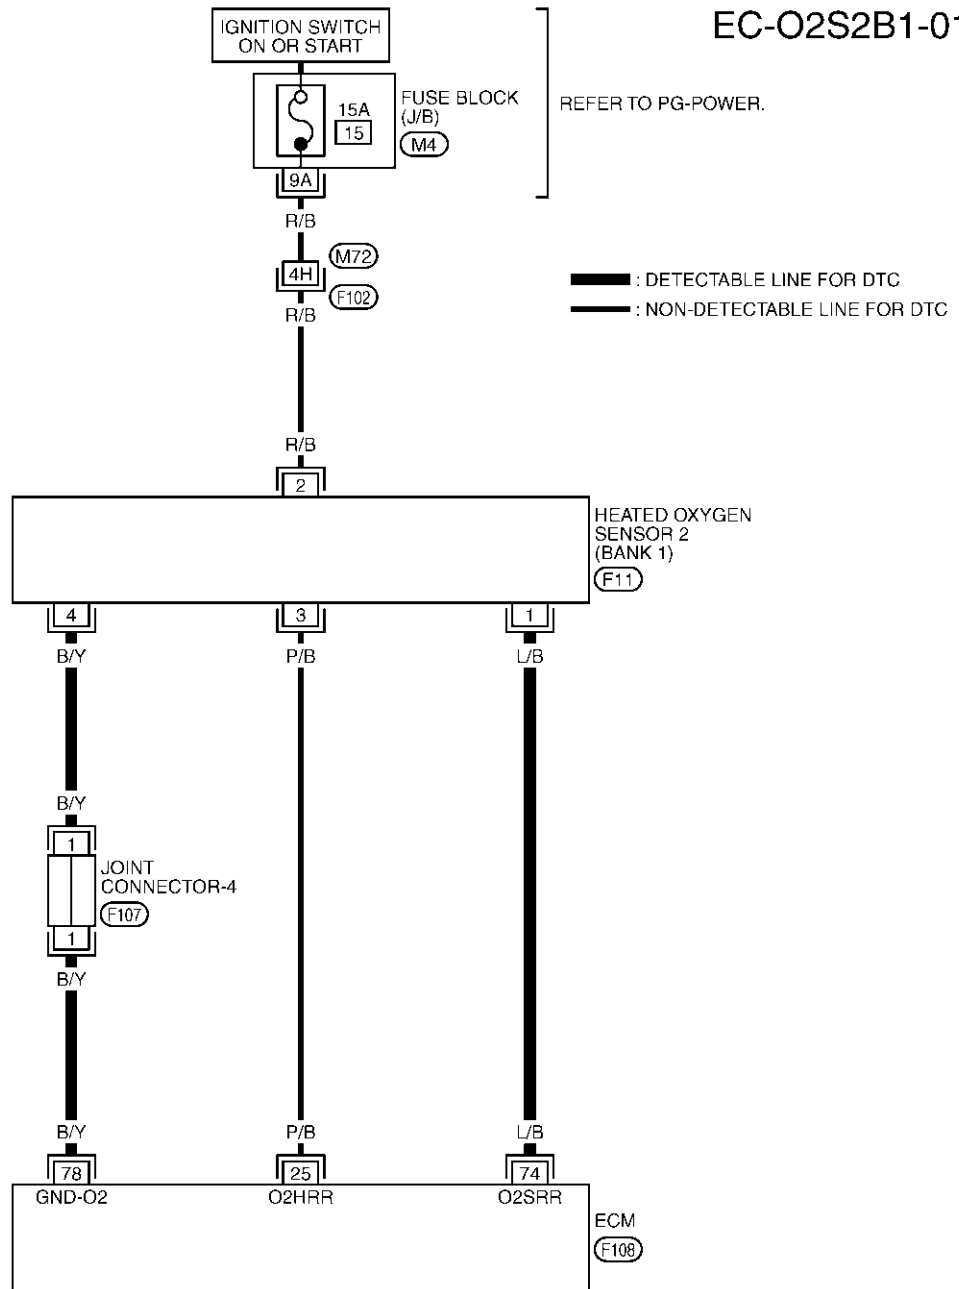 EC-O2S2B1-01
IGNITION SWITCH
ON OR START
FUSE BLOCK
(J/B)
M4
15A
15
REFER TO PG-POWER.
9A
R/B
M72
4H
F102
R/B
: DETECTABLE LINE FOR DTC
: NON-DETECTABLE LINE FOR DTC
R/B
2
HEATED OXYGEN
SENSOR 2
(BANK 1)
F11
4 3 1
B/Y P/B L/B
B/Y
1
JOINT
CONNECTOR-4
F107
1
B/Y
B/Y P/B L/B
78 25 74
GND-O2 O2HRR O2SRR
ECM
F108